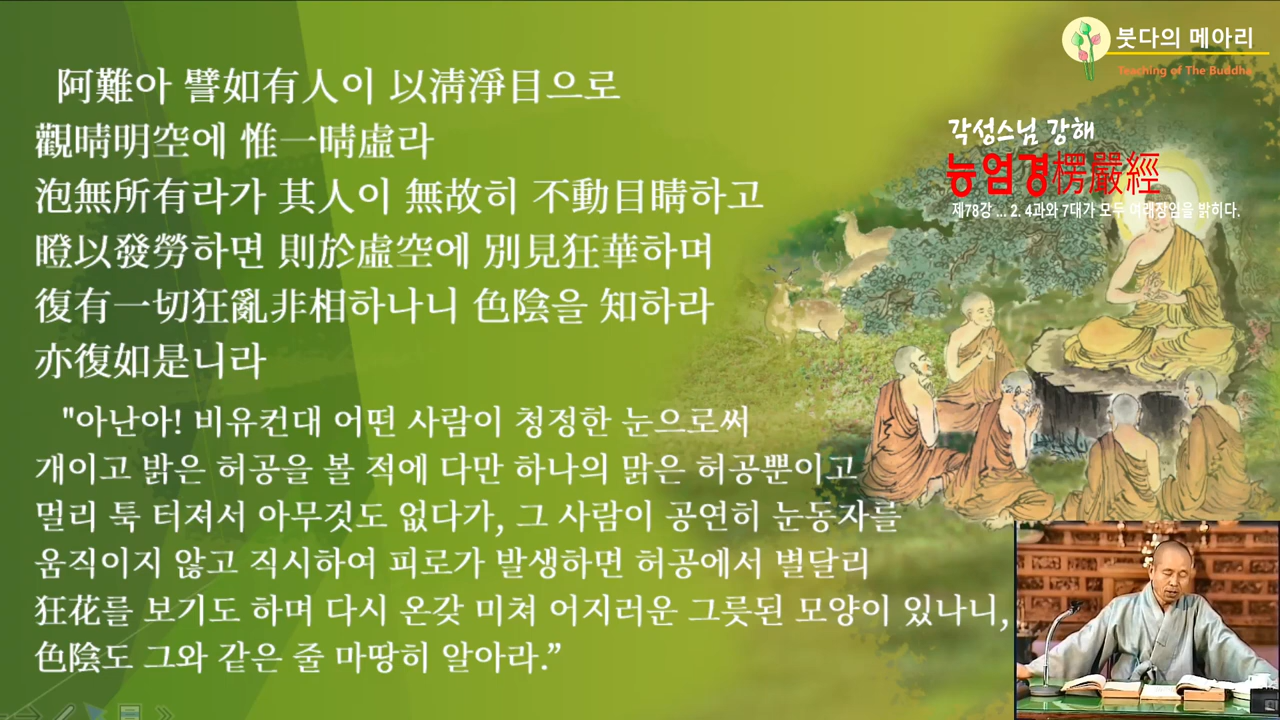 붓다의 메아리
Teaching of The Buddha
각성스님 강해
능엄경楞嚴經
제78강 ... 2. 4과와 7대가 모두 여래장임을 밝히다.
阿難아 譬如有人이 以淸淨目으로
觀晴明空에 惟一晴虛라
泡無所有라가 其人이 無故히 不動目睛하고
瞪以發勞하면 則於虛空에 別見狂華하며
復有一切狂亂非相하나니 色陰을 知하라
亦復如是니라
"아난아! 비유컨대 어떤 사람이 청정한 눈으로써
개이고 밝은 허공을 볼 적에 다만 하나의 맑은 허공뿐이고
멀리 툭 터져서 아무것도 없다가, 그 사람이 공연히 눈동자를
움직이지 않고 직시하여 피로가 발생하면 허공에서 별달리
狂花를 보기도 하며 다시 온갖 미쳐 어지러운 그릇된 모양이 있나니,
色陰도 그와 같은 줄 마땅히 알아라.”